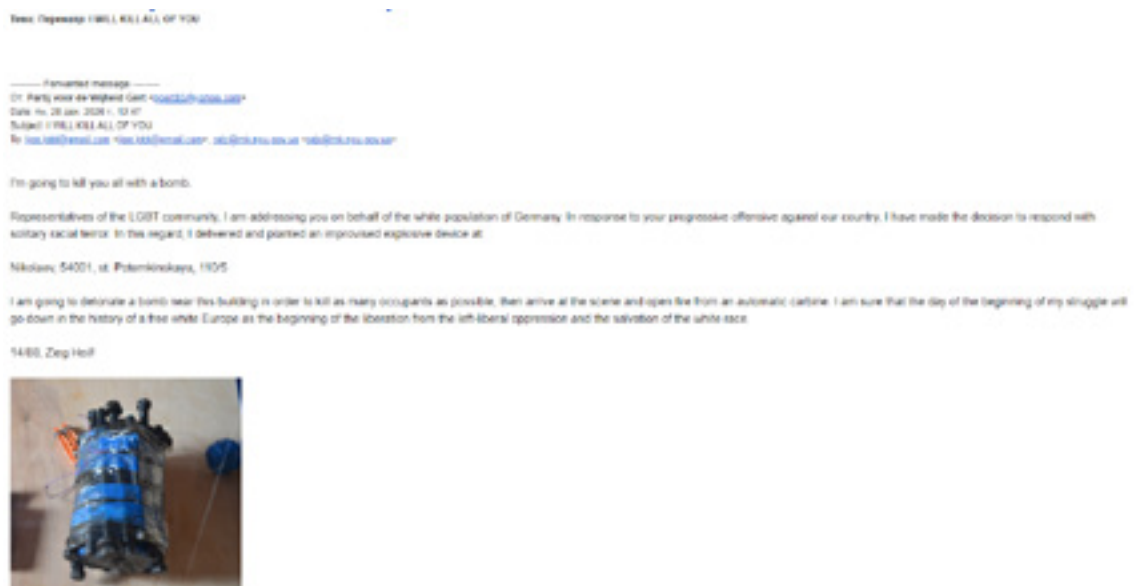 I WILL KILL ALL OF YOU
Forwarded message
От: Partij voor de Vrijheid
Date:
Subject: I WILL KILL ALL OF YOU
I'm going to kill you all with a bomb.
Representatives of the LGBT community, I am addressing you on behalf of the white population of Germany. In response to your progressive offensive against our country, I have made the decision to respond with
solitary racial terror. In this regard, I delivered and planted an improvised explosive device at:
Nikolaev, 54001, st. Potemkinskaya,
I am going to detonate a bomb near this building in order to kill as many occupants as possible, then arrive at the scene and open fire from an automatic carbine. I am sure that the day of the beginning of my struggle will
go down in the history of a free white Europe as the beginning of the liberation from the left-liberal oppression and the salvation of the white race.
14/88, Zieg Heil!